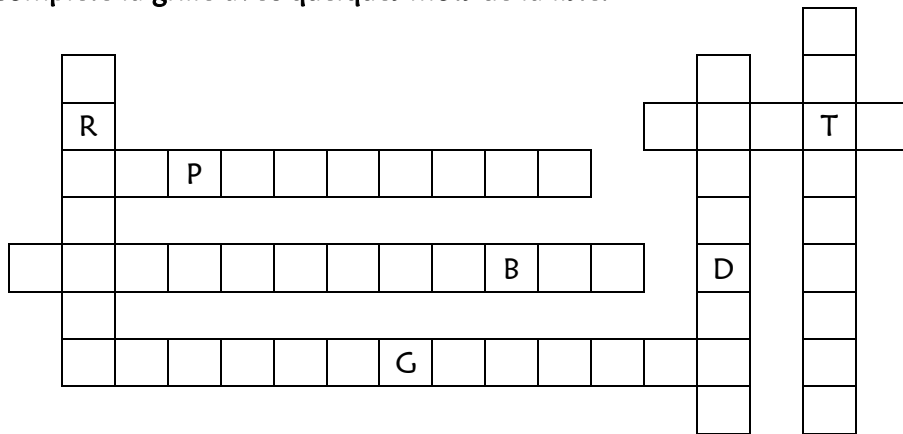 Complète la grille avec quelques mots de la liste.
R T
P
B D
G